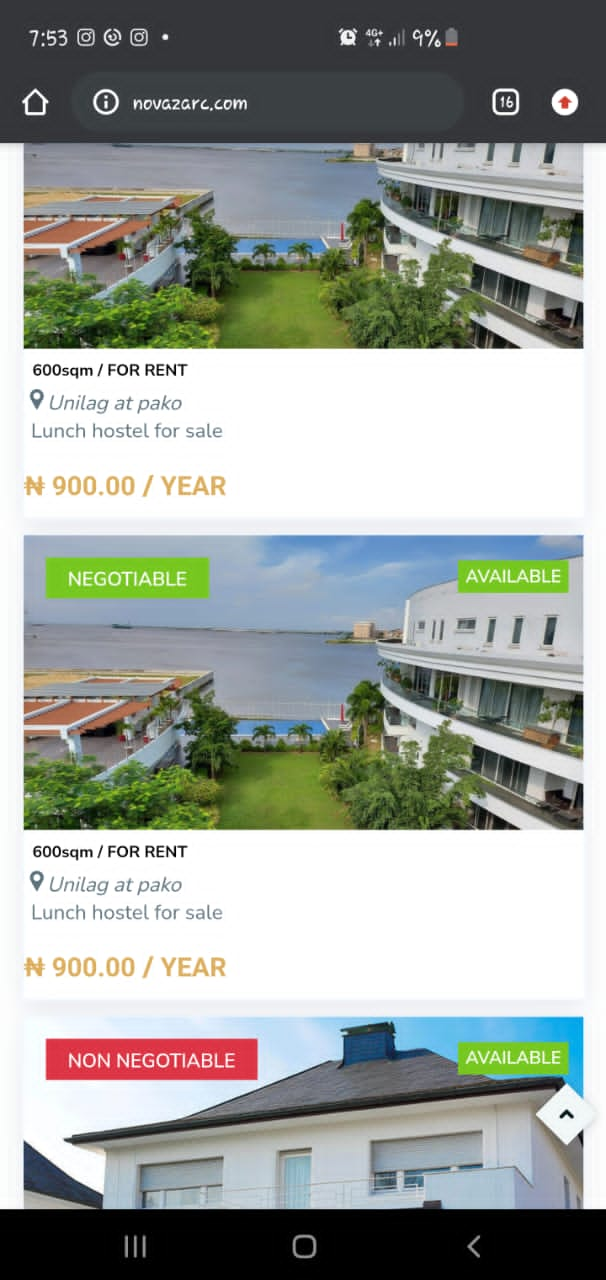 7:53
4G+
9%
novazarc.com
16
600sqm / FOR RENT
Unilag at pako
Lunch hostel for sale
₦ 900.00 / YEAR
NEGOTIABLE
AVAILABLE
600sqm / FOR RENT
Unilag at pako
Lunch hostel for sale
₦ 900.00 / YEAR
NON NEGOTIABLE
AVAILABLE